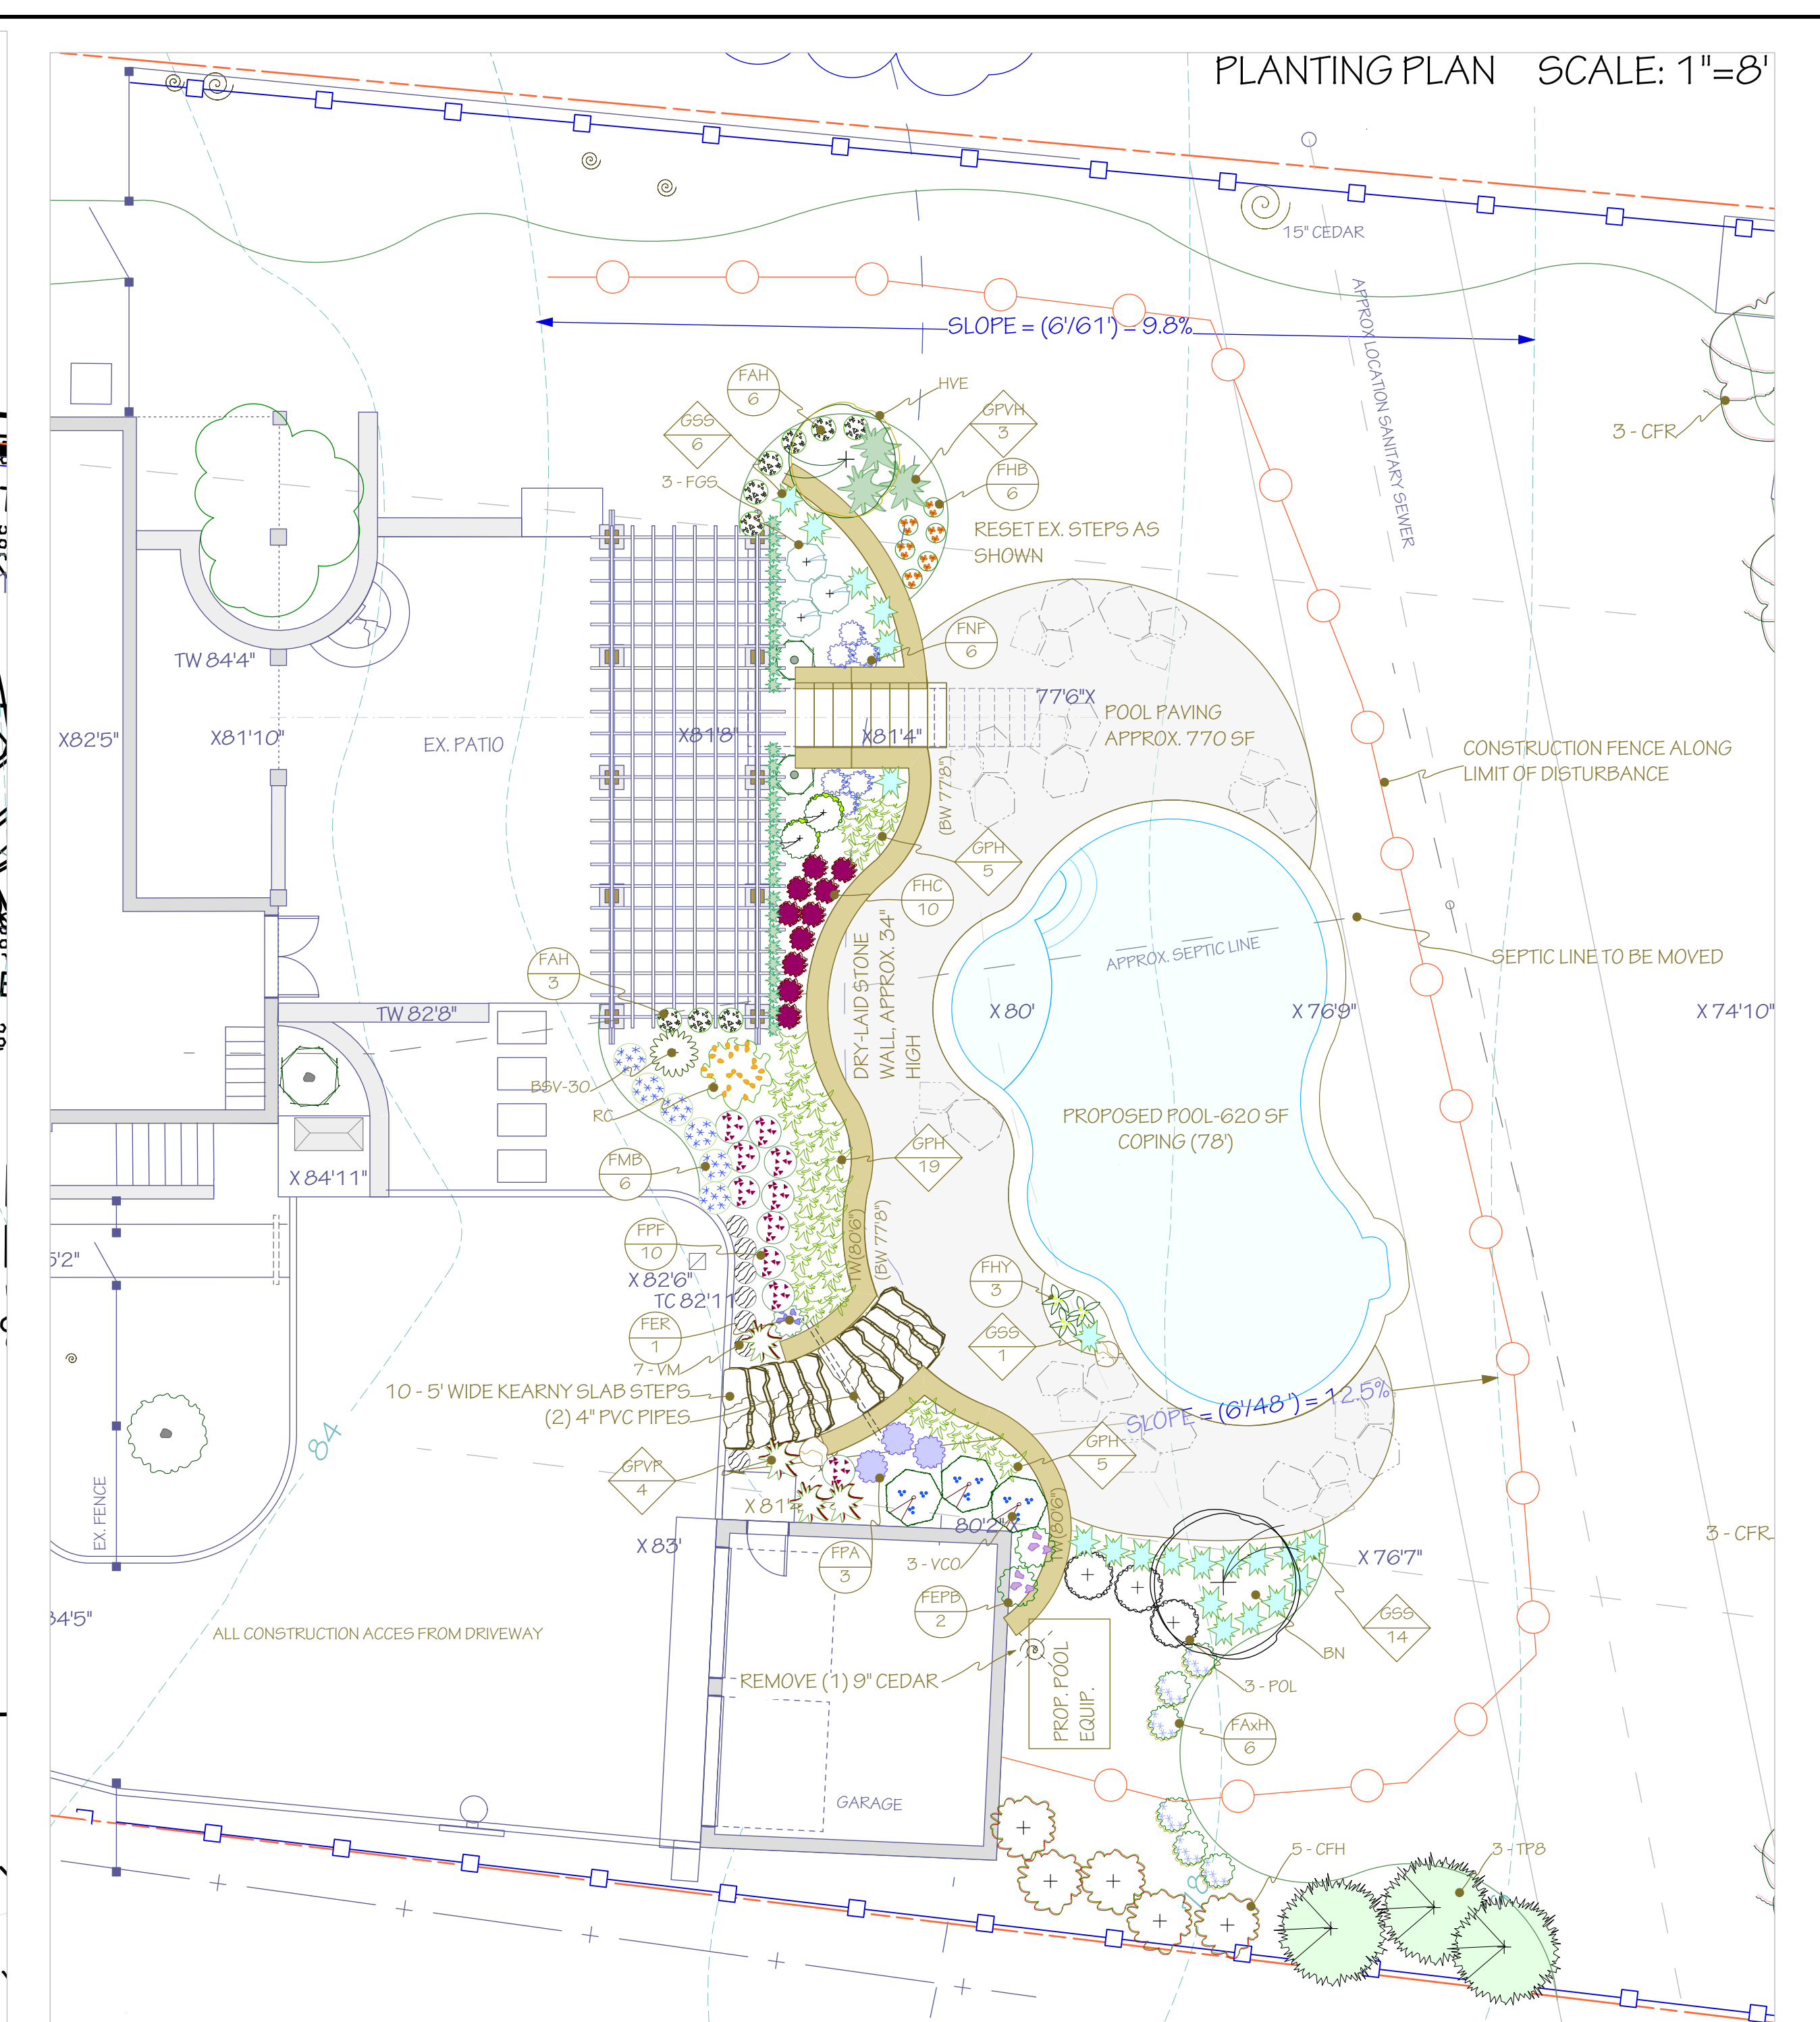 PLANTING PLAN SCALE: 1"=8'
15" CEDAR
APPROX LOCATION SANITARY SEWER
SLOPE = (6'/61') = 9.8%
FAH
6
HVE
GSS
6
GPVH
3
3 - CFR
3 - FGS
FHB
6
RESET EX. STEPS AS
SHOWN
FNF
6
TW 84'4"
77'6"X
POOL PAVING
APPROX. 770 SF
X82'5"
X81'10"
EX. PATIO
X81'8'
X81'4"
CONSTRUCTION FENCE ALONG
LIMIT OF DISTURBANCE
(BW 77'8")
GPH
5
FHC
10
DRY-LAID STONE
WALL, APPROX. 34"
HIGH
APPROX. SEPTIC LINE
SEPTIC LINE TO BE MOVED
FAH
3
TW 82'8"
X 80'
X 76'9"
X 74'10"
BSV-30
RC
PROPOSED POOL-620 SF
COPING (78')
GPH
19
FMB
6
X 84'11"
FPF
10
TW(80'6")
(BW 77'8")
5'2"
X 82'6"
TC 82'11
FHY
3
FER
1
GSS
1
7 - VM
10 - 5' WIDE KEARNY SLAB STEPS
(2) 4" PVC PIPES
SLOPE = (6'/48') = 12.5%
84
GPH
5
GPVP
4
EX. FENCE
X 81'4
80'2"X
TW(80'6")
X 83'
3 - CFR
X 76'7"
FPA
3
3 - VCO
FEPB
2
GSS
14
34'5"
ALL CONSTRUCTION ACCES FROM DRIVEWAY
BN
REMOVE (1) 9" CEDAR
PROP. POOL
EQUIP.
3 - POL
FAxH
6
GARAGE
5 - CFH
3 - TP8